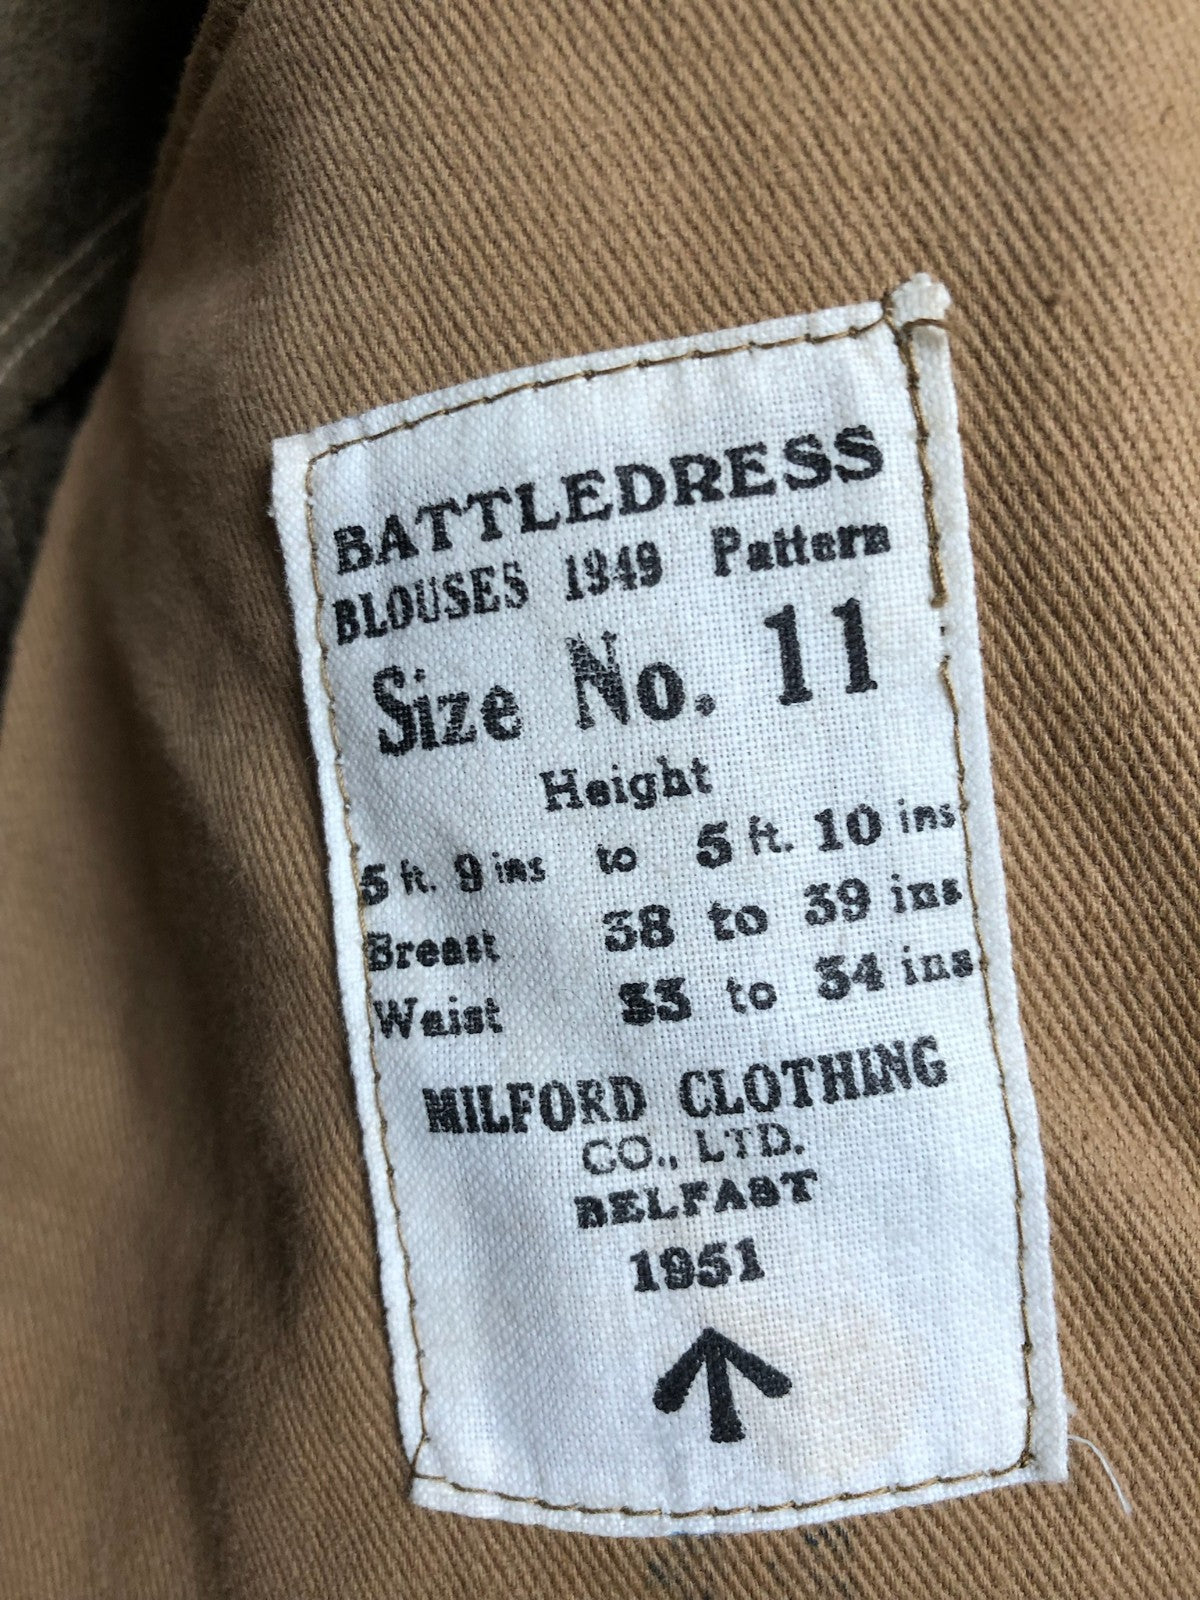 BATTLEDRESS
BLOUSES 1949 Pattern
Size No. 11
Height
5 ft. 9 ins to 5 ft. 10 ins
Breast 38 to 39 ins
Waist 33 to 34 ins
MILFORD CLOTHING
CO., LTD.
BELFAST
1951